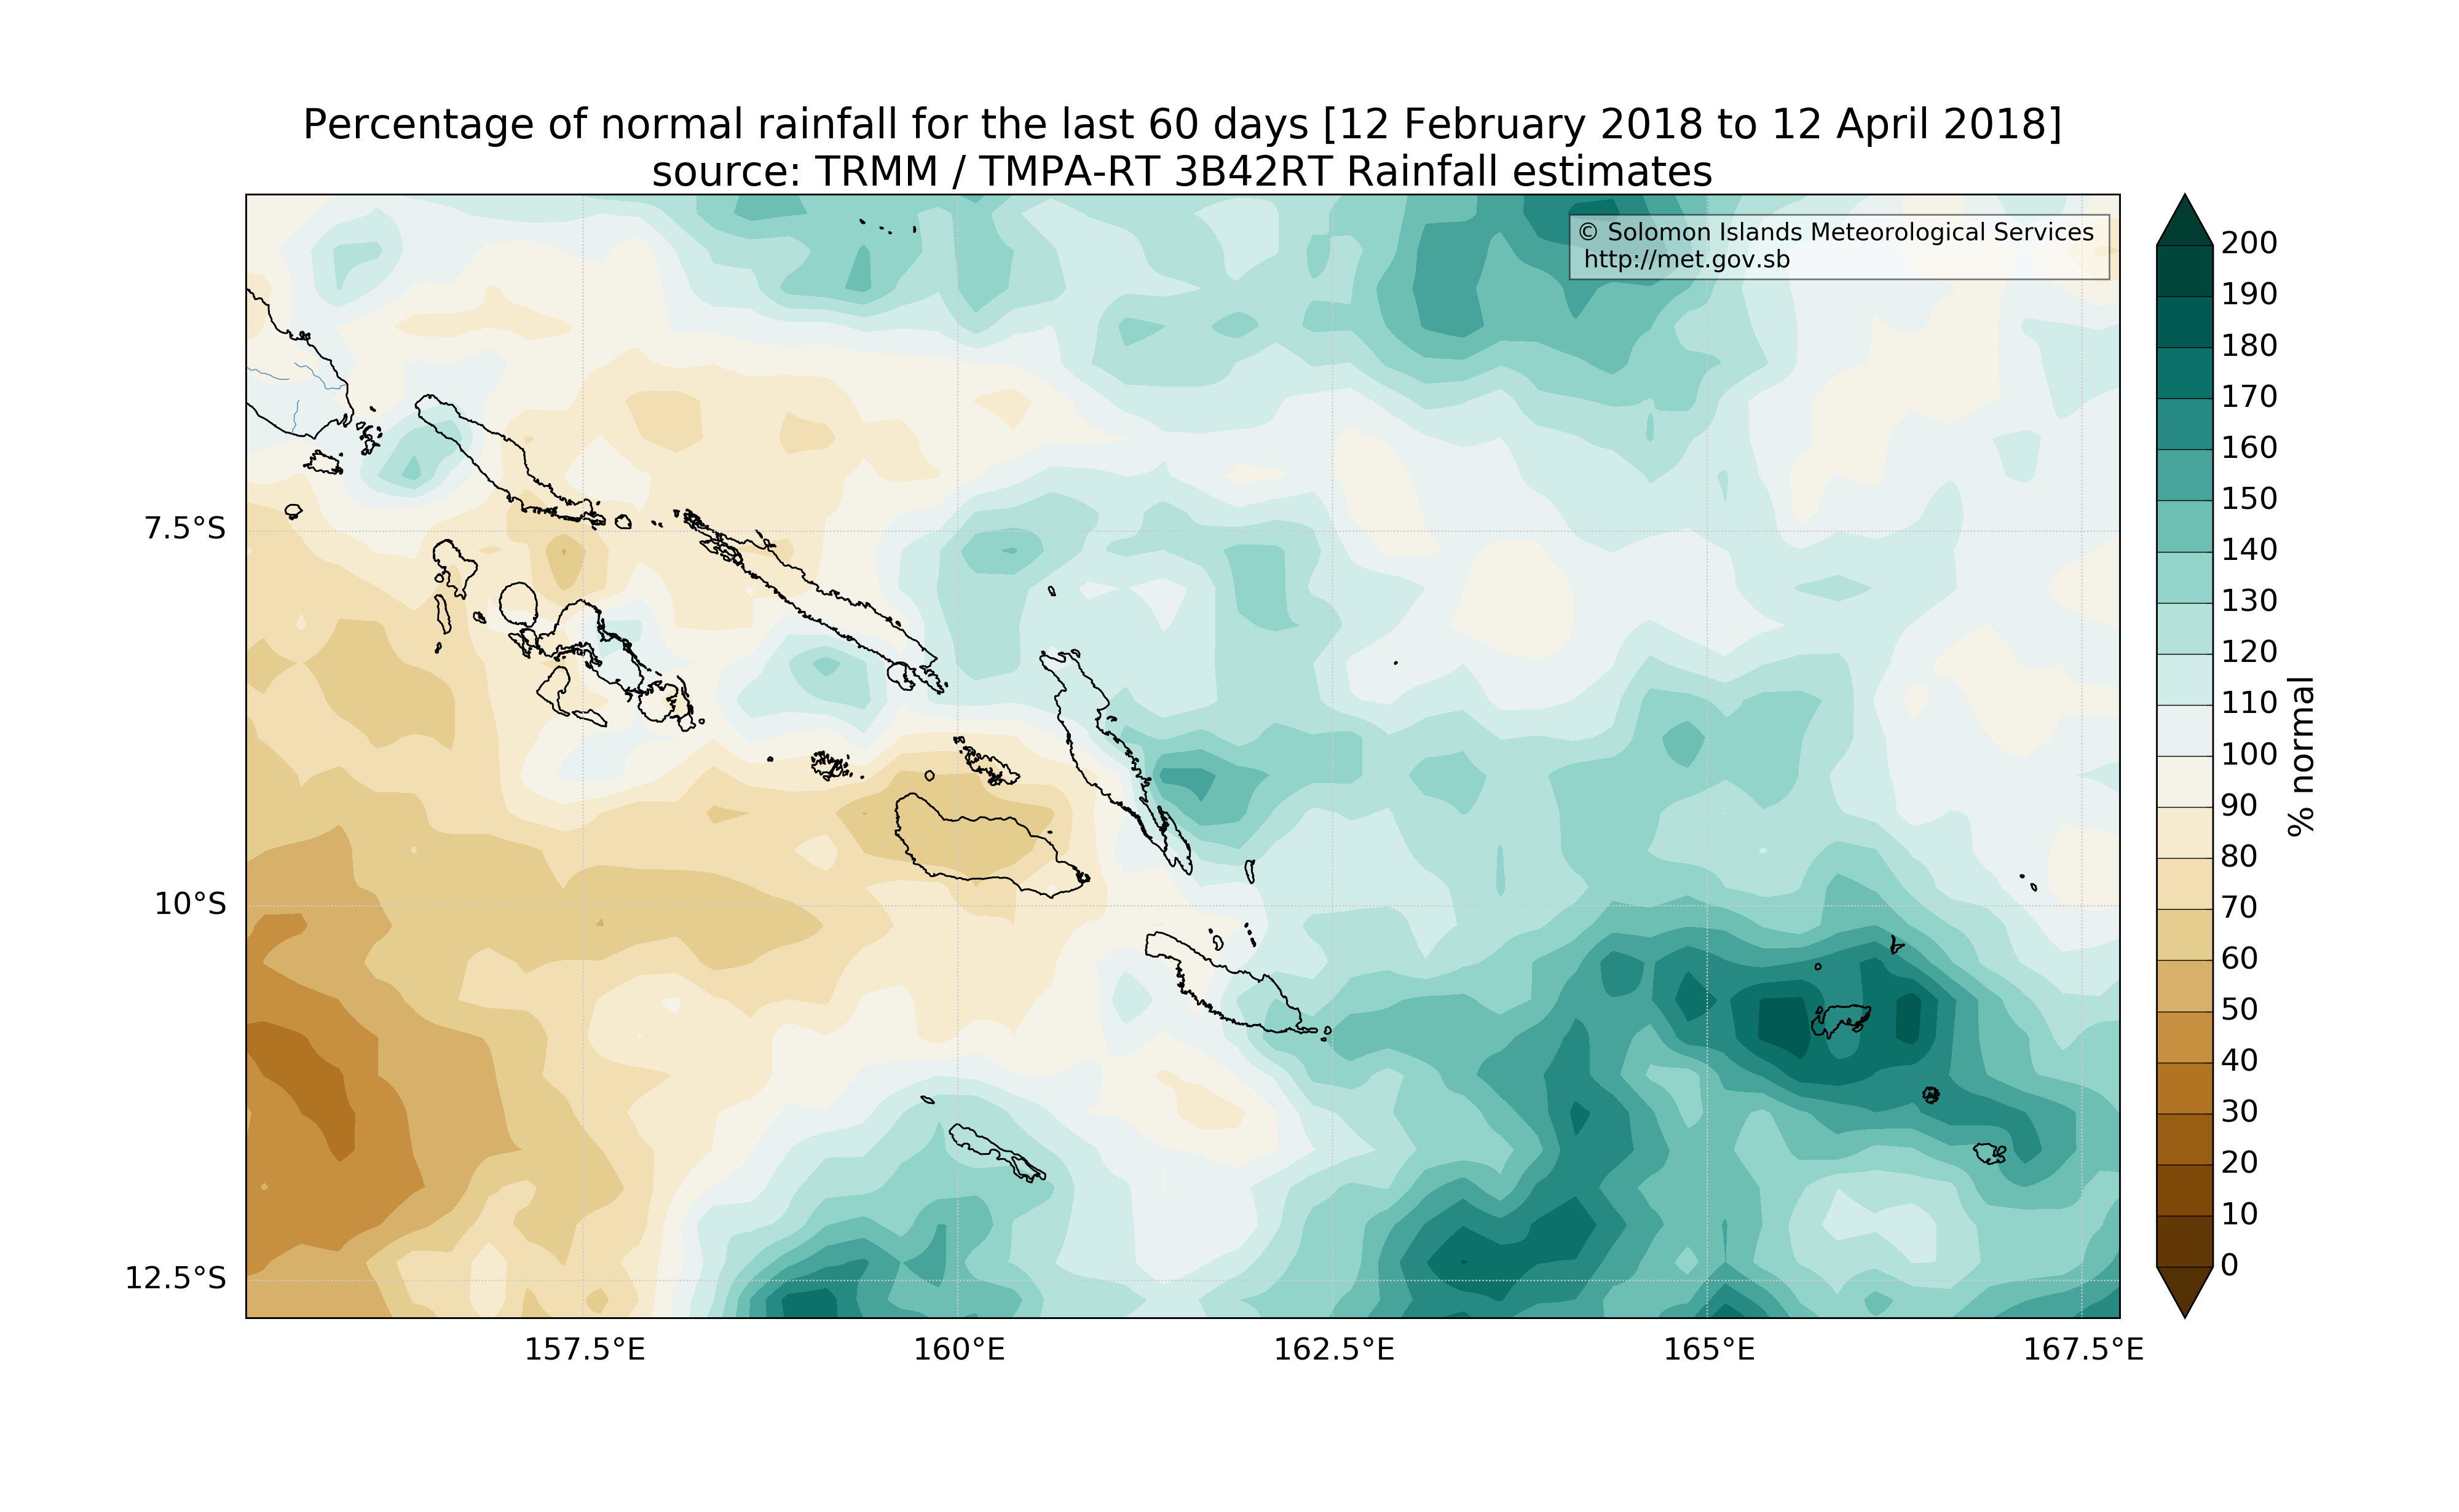 Percentage of normal rainfall for the last 60 days [12 February 2018 to 12 April 2018]
source: TRMM / TMPA-RT 3B42RT Rainfall estimates
© Solomon Islands Meteorological Services
http://met.gov.sb
7.5°S
10°S
12.5°S
157.5°E
160°E
162.5°E
165°E
167.5°E
200
190
180
170
160
150
140
130
120
110
100
90
80
70
60
50
40
30
20
10
0
% normal